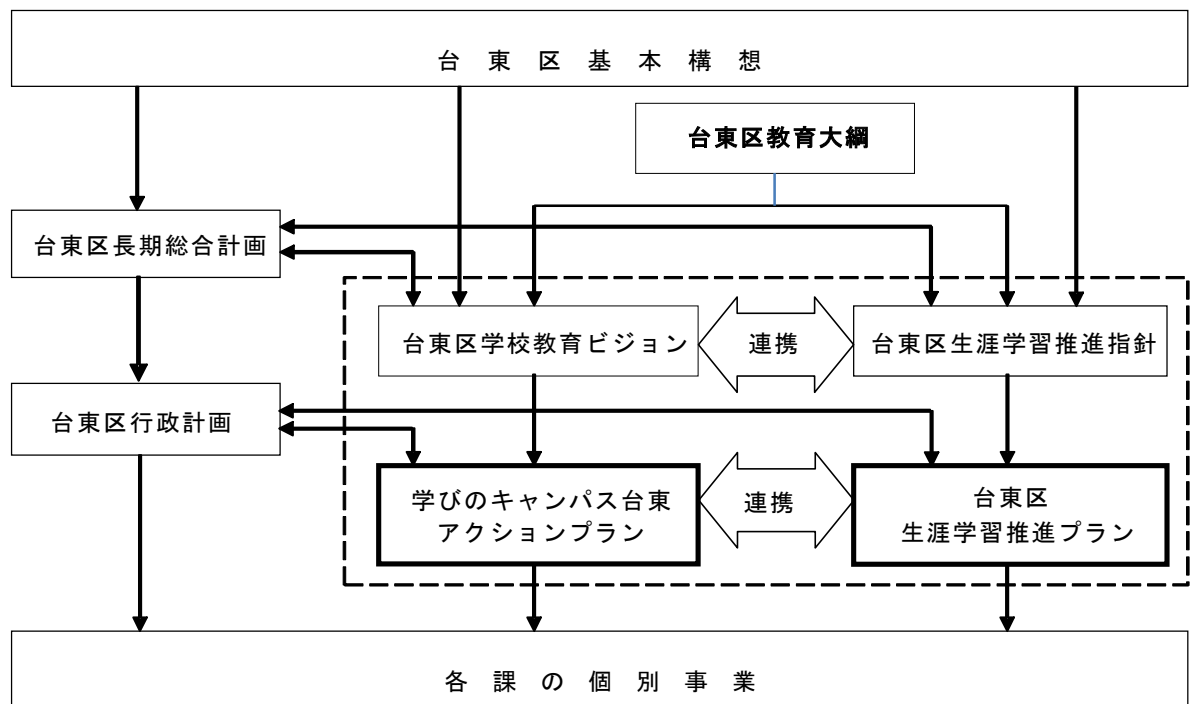 台東区基本構想
台東区教育大綱
台東区長期総合計画
台東区学校教育ビジョン
連携
台東区生涯学習推進指針
台東区行政計画
学びのキャンパス台東
アクションプラン
連携
台東区
生涯学習推進プラン
各課の個別事業